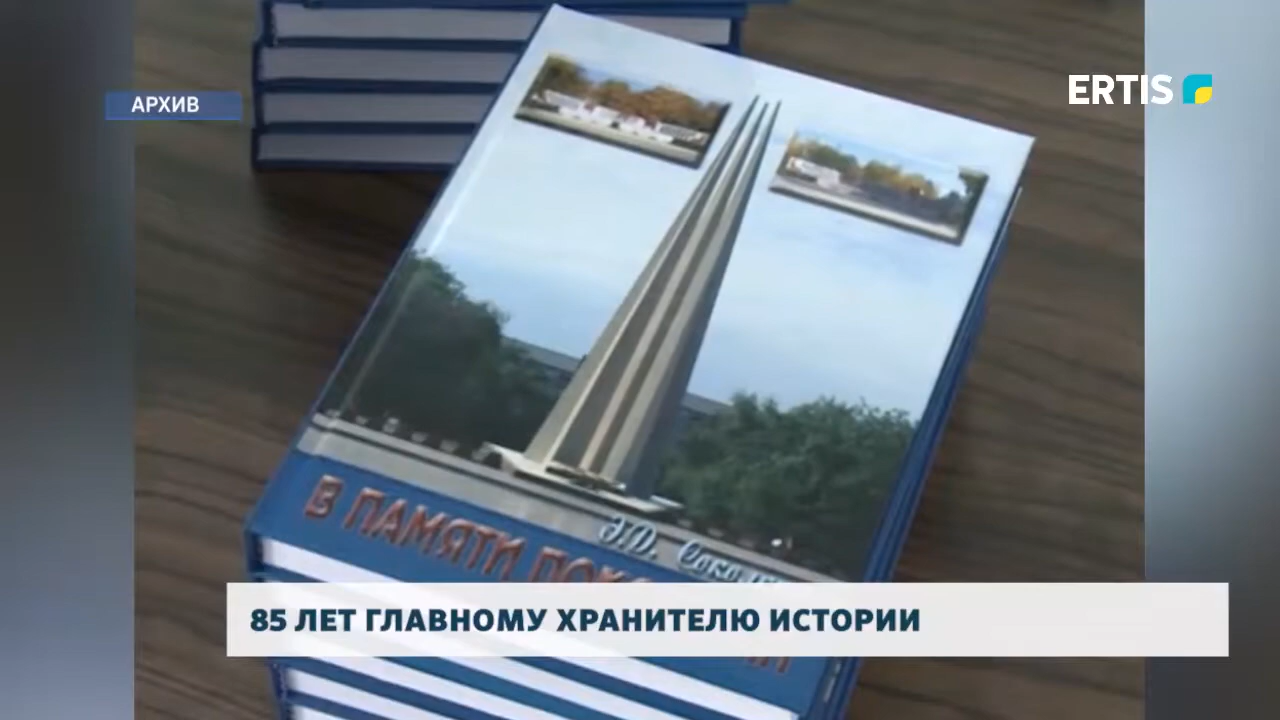 АРХИВ
ERTIS
В ПАМЯТИ
Э.Д.
85 ЛЕТ ГЛАВНОМУ ХРАНИТЕЛЮ ИСТОРИИ